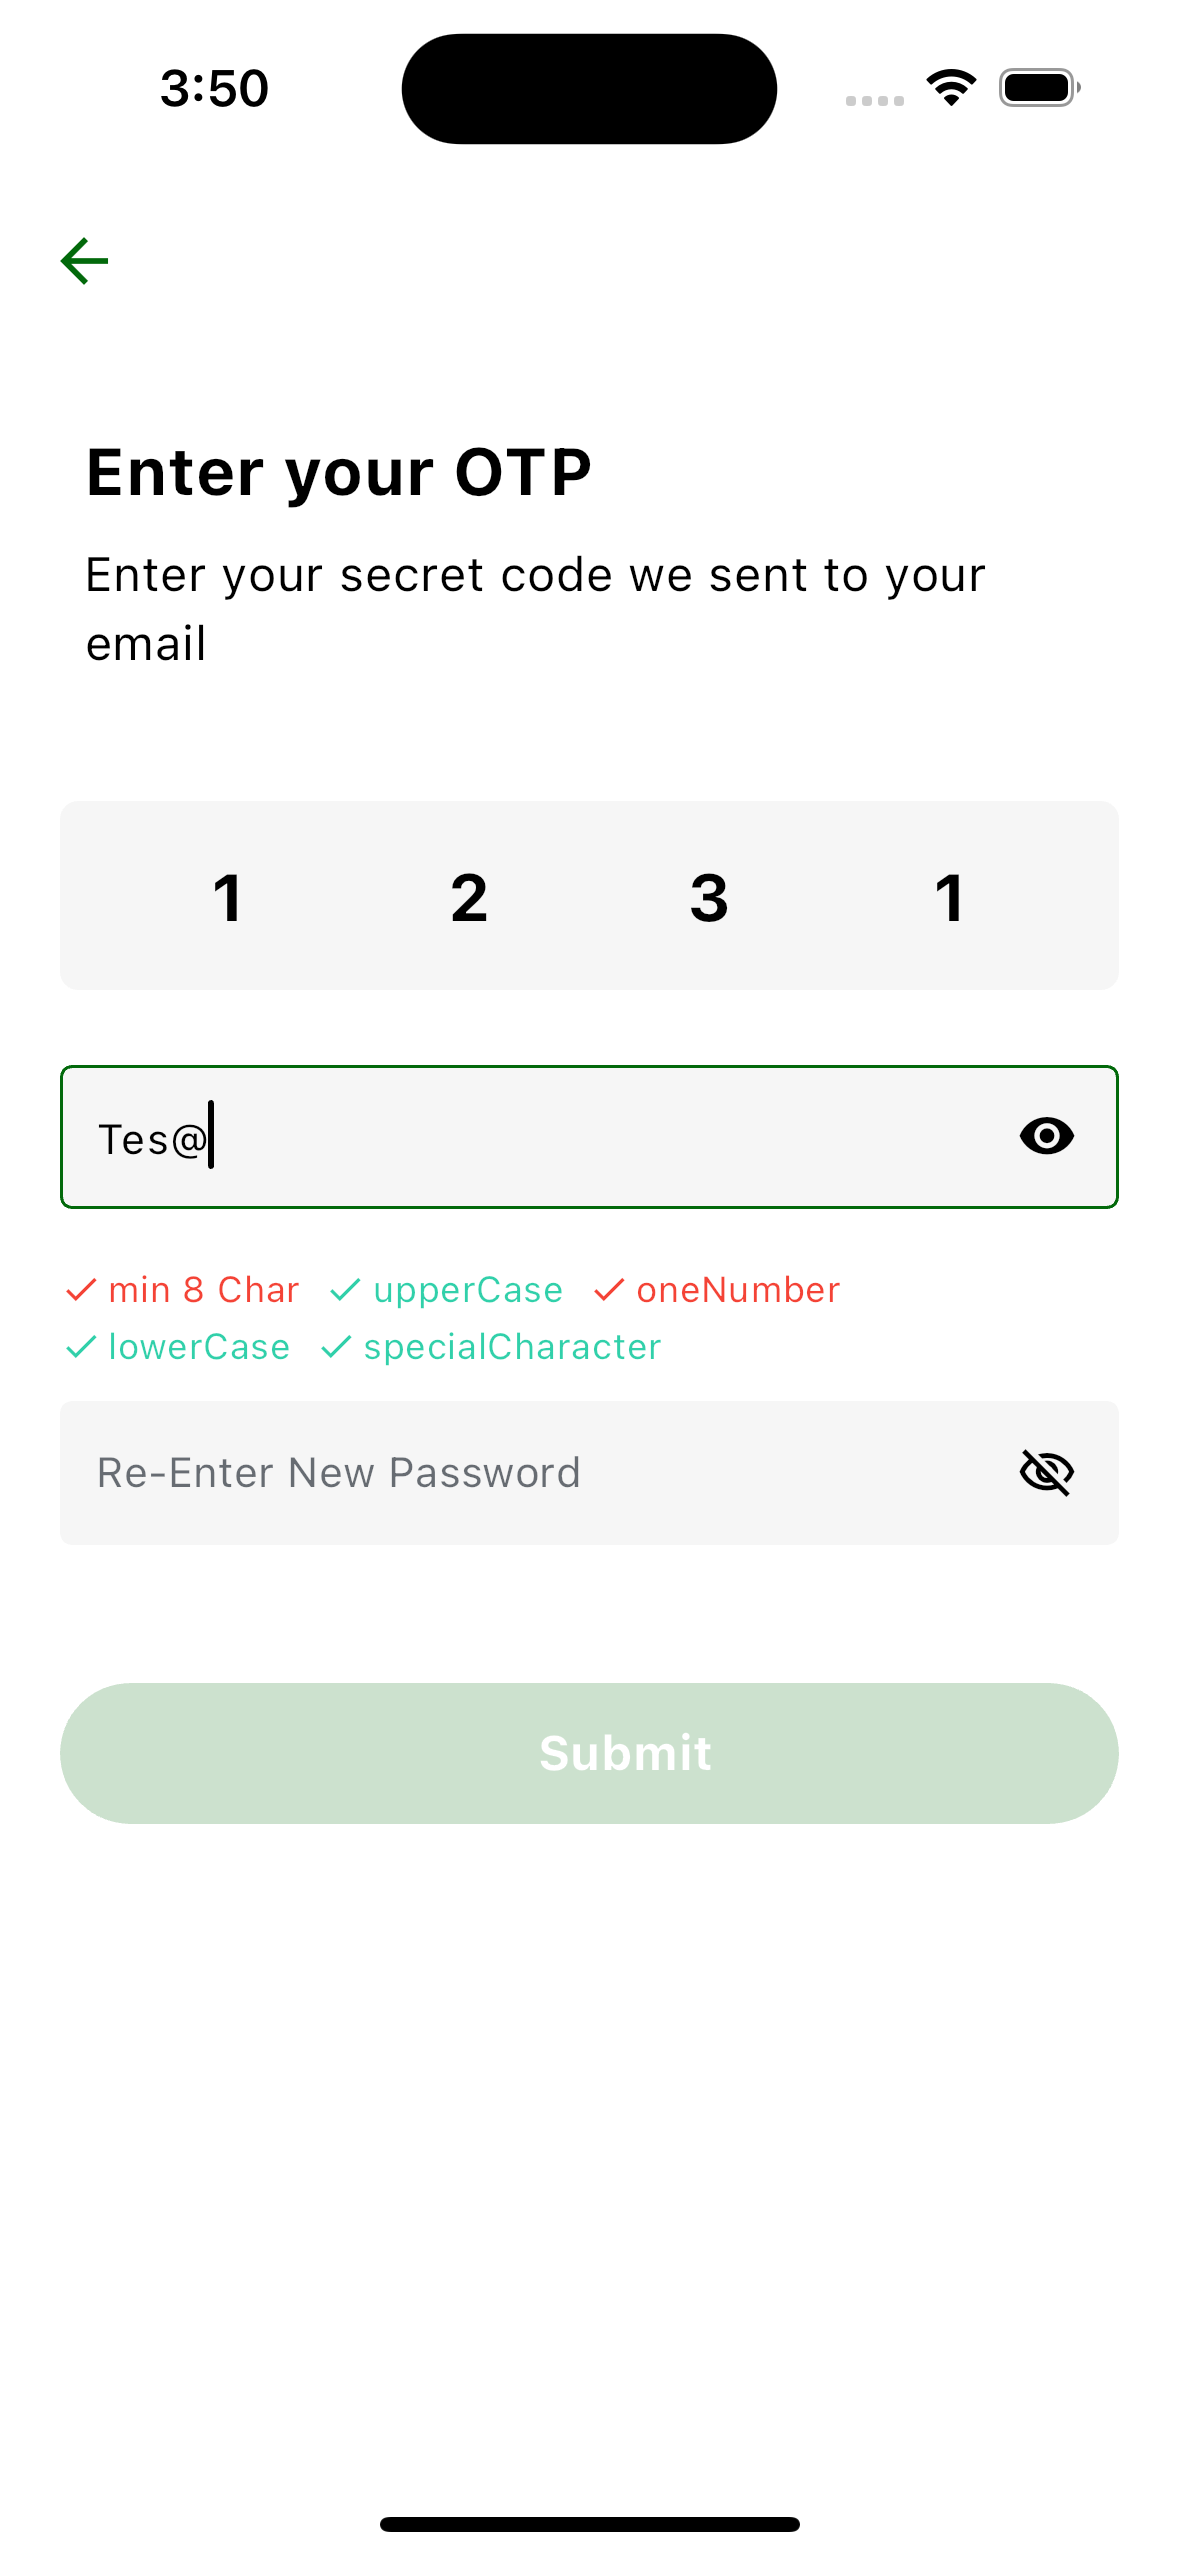 3:50
Enter your OTP
Enter your secret code we sent to your
email
1 2 3 1
Tes@
min 8 Char upperCase oneNumber
lowerCase specialCharacter
Re-Enter New Password
Submit